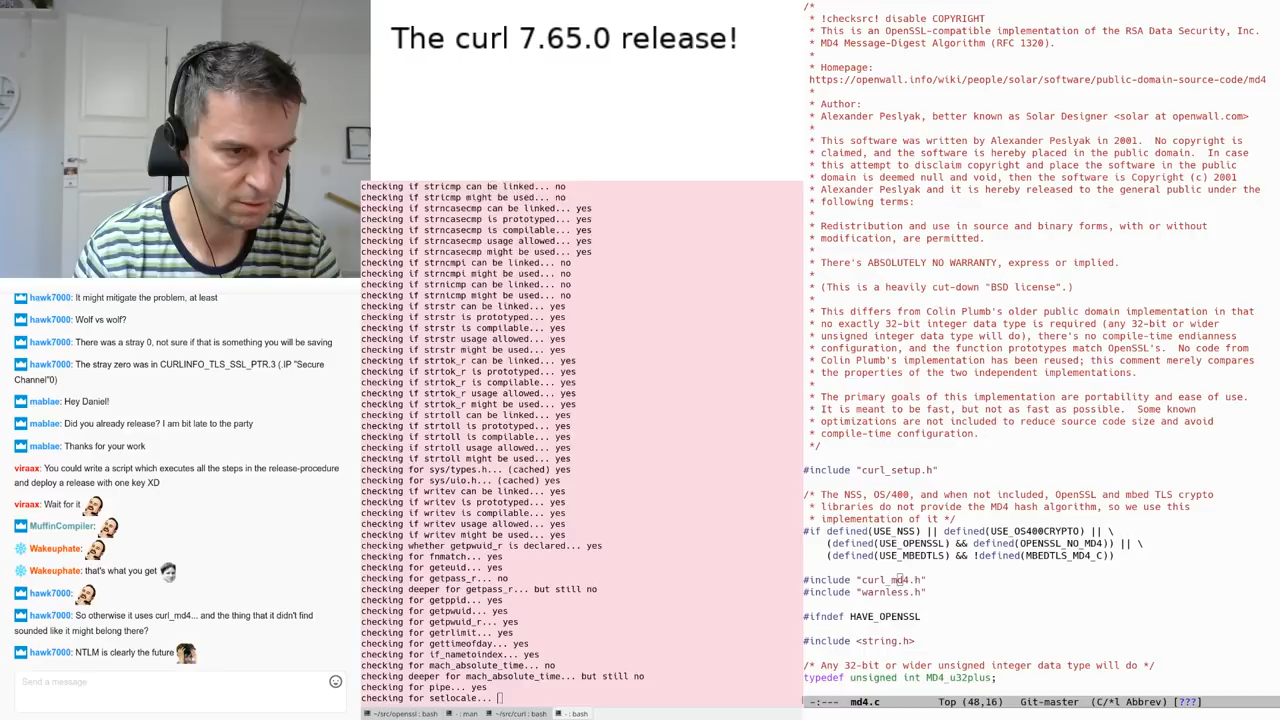 The curl 7.65.0 release!
hawk7000: It might mitigate the problem, at least
hawk7000: Wolf vs wolf?
hawk7000: There was a stray 0, not sure if that is something you will be saving
hawk7000: The stray zero was in CURLINFO_TLS_SSL_PTR.3 (.IP "Secure
Channel"0)
mablae: Hey Daniel!
mablae: Did you already release? I am bit late to the party
mablae: Thanks for your work
viraax: You could write a script which executes all the steps in the release-procedure
and deploy a release with one key XD
viraax: Wait for it
MuffinCompiler:
Wakeuphate:
Wakeuphate: that's what you get
hawk7000:
hawk7000: So otherwise it uses curl_md4... and the thing that it didn't find
sounded like it might belong there?
hawk7000: NTLM is clearly the future
Send a message
checking if stricmp can be linked... no
checking if stricmp might be used... no
checking if strncasecmp can be linked... yes
checking if strncasecmp is prototyped... yes
checking if strncasecmp is compilable... yes
checking if strncasecmp usage allowed... yes
checking if strncasecmp might be used... yes
checking if strncmpi can be linked... no
checking if strncmpi might be used... no
checking if strnicmp can be linked... no
checking if strnicmp might be used... no
checking if strstr can be linked... yes
checking if strstr is prototyped... yes
checking if strstr is compilable... yes
checking if strstr usage allowed... yes
checking if strstr might be used... yes
checking if strtok_r can be linked... yes
checking if strtok_r is prototyped... yes
checking if strtok_r is compilable... yes
checking if strtok_r usage allowed... yes
checking if strtok_r might be used... yes
checking if strtoll can be linked... yes
checking if strtoll is prototyped... yes
checking if strtoll is compilable... yes
checking if strtoll usage allowed... yes
checking if strtoll might be used... yes
checking for sys/types.h... (cached) yes
checking for sys/uio.h... (cached) yes
checking if writev can be linked... yes
checking if writev is prototyped... yes
checking if writev is compilable... yes
checking if writev usage allowed... yes
checking if writev might be used... yes
checking whether getpwuid_r is declared... yes
checking for fnmatch... yes
checking for geteuid... yes
checking for getpass_r... no
checking deeper for getpass_r... but still no
checking for getppid... yes
checking for getpwuid... yes
checking for getpwuid_r... yes
checking for getrlimit... yes
checking for gettimeofday... yes
checking for if_nametoindex... yes
checking for mach_absolute_time... no
checking deeper for mach_absolute_time... but still no
checking for pipe... yes
checking for setlocale...
~/src/openssl : bash
- : man
~/src/curl : bash
- : bash
/*
* !checksrc! disable COPYRIGHT
* This is an OpenSSL-compatible implementation of the RSA Data Security, Inc.
* MD4 Message-Digest Algorithm (RFC 1320).
*
* Homepage:
https://openwall.info/wiki/people/solar/software/public-domain-source-code/md4
*
* Author:
* Alexander Peslyak, better known as Solar Designer <solar at openwall.com>
*
* This software was written by Alexander Peslyak in 2001.  No copyright is
* claimed, and the software is hereby placed in the public domain.  In case
* this attempt to disclaim copyright and place the software in the public
* domain is deemed null and void, then the software is Copyright (c) 2001
* Alexander Peslyak and it is hereby released to the general public under the
* following terms:
*
* Redistribution and use in source and binary forms, with or without
* modification, are permitted.
*
* There's ABSOLUTELY NO WARRANTY, express or implied.
*
* (This is a heavily cut-down "BSD license".)
*
* This differs from Colin Plumb's older public domain implementation in that
* no exactly 32-bit integer data type is required (any 32-bit or wider
* unsigned integer data type will do), there's no compile-time endianness
* configuration, and the function prototypes match OpenSSL's.  No code from
* Colin Plumb's implementation has been reused; this comment merely compares
* the properties of the two independent implementations.
*
* The primary goals of this implementation are portability and ease of use.
* It is meant to be fast, but not as fast as possible.  Some known
* optimizations are not included to reduce source code size and avoid
* compile-time configuration.
*/
#include "curl_setup.h"
/* The NSS, OS/400, and when not included, OpenSSL and mbed TLS crypto
* libraries do not provide the MD4 hash algorithm, so we use this
* implementation of it */
#if defined(USE_NSS) || defined(USE_OS400CRYPTO) || \
(defined(USE_OPENSSL) && defined(OPENSSL_NO_MD4)) || \
(defined(USE_MBEDTLS) && !defined(MBEDTLS_MD4_C))
#include "curl_md4.h"
#include "warnless.h"
#ifndef HAVE_OPENSSL
#include <string.h>
/* Any 32-bit or wider unsigned integer data type will do */
typedef unsigned int MD4_u32plus;
-:--- md4.c Top (48,16) Git-master (C/*l Abbrev) [???]